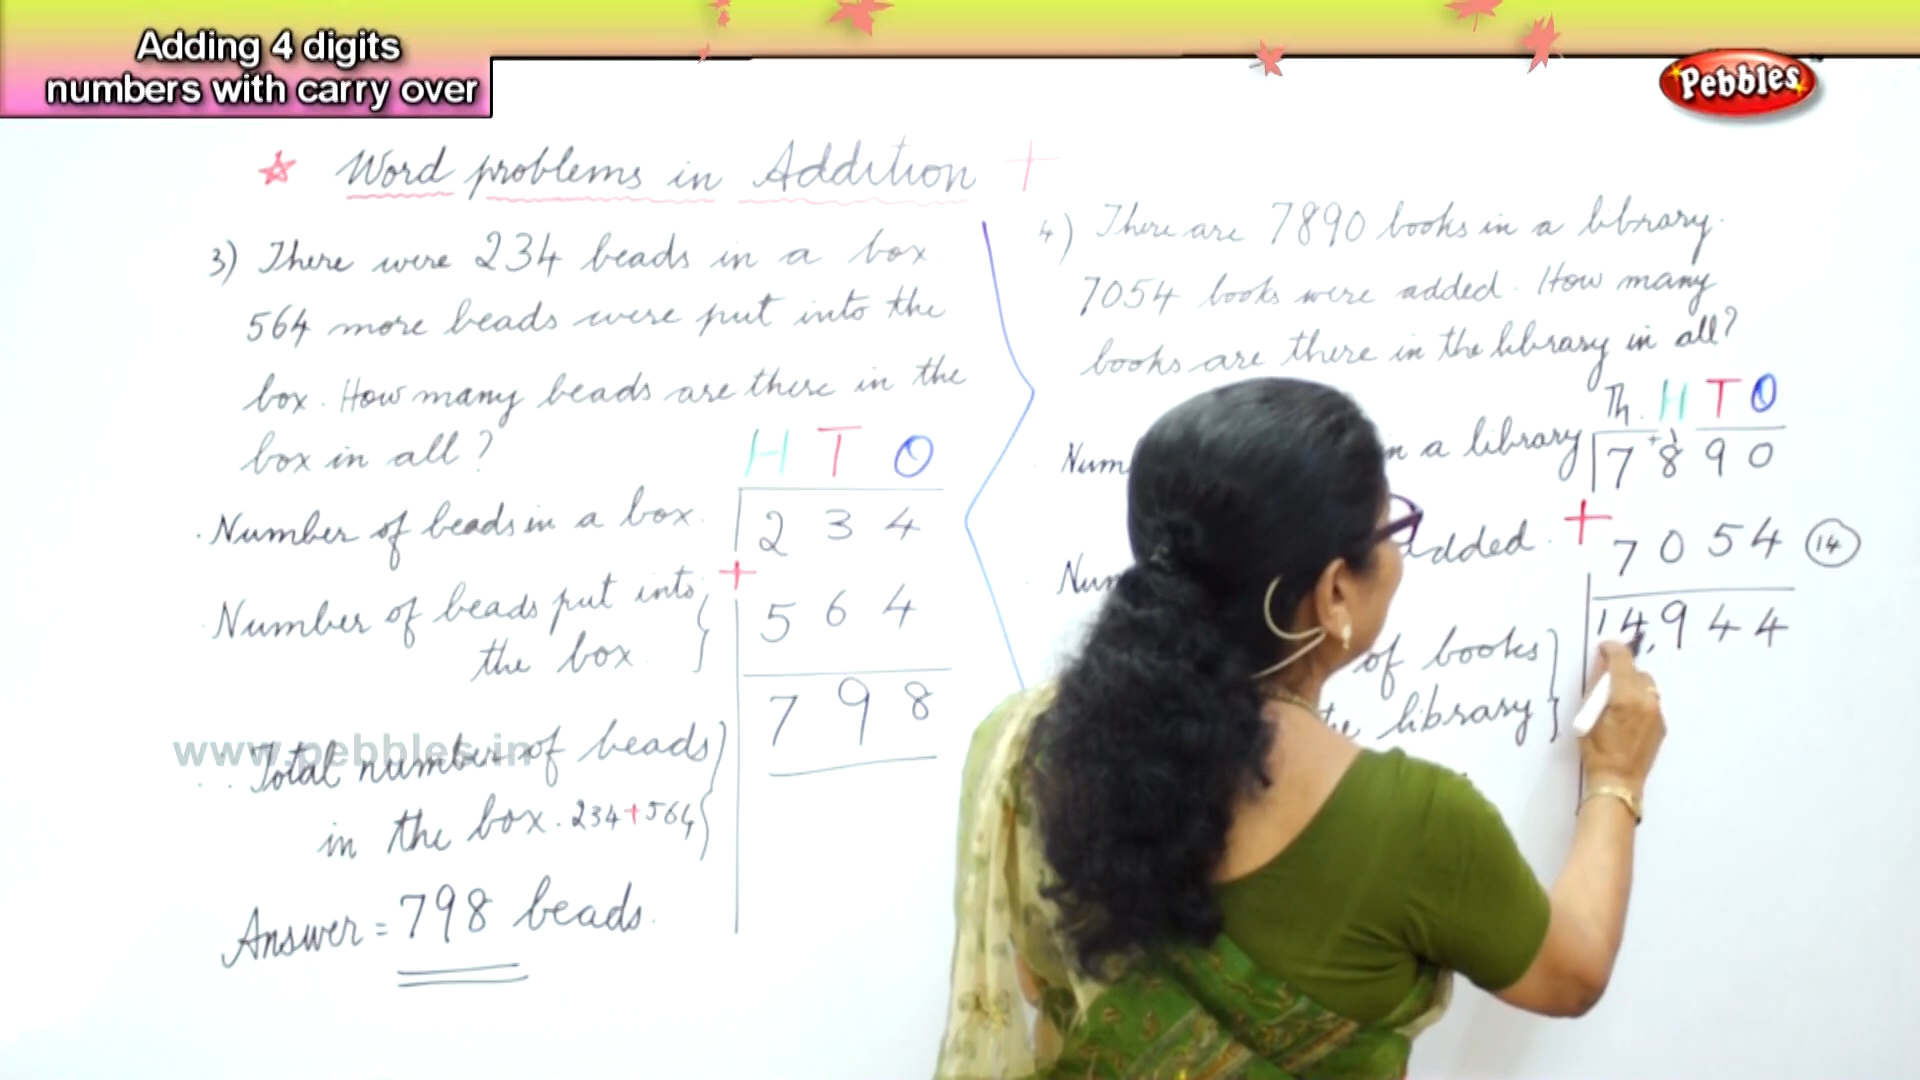 Adding 4 digits
numbers with carry over
Pebbles
Word problems in Addition +
3) There were 234 beads in a box
564 more beads were put into the
box. How many beads are there in the
box in all?
H T O
Number of beads in a box. 2 3 4
+
Number of beads put into 5 6 4
the box.
7 9 8
Total number of beads
in the box. 234+564
www.pebbles.in
Answer = 798 beads.
4) There are 7890 books in a library.
7054 books were added. How many
books are there in the library in all?
Th. H T O
+1
in a library 7 8 9 0
+
added. 7 0 5 4 14
14,944
of books
library